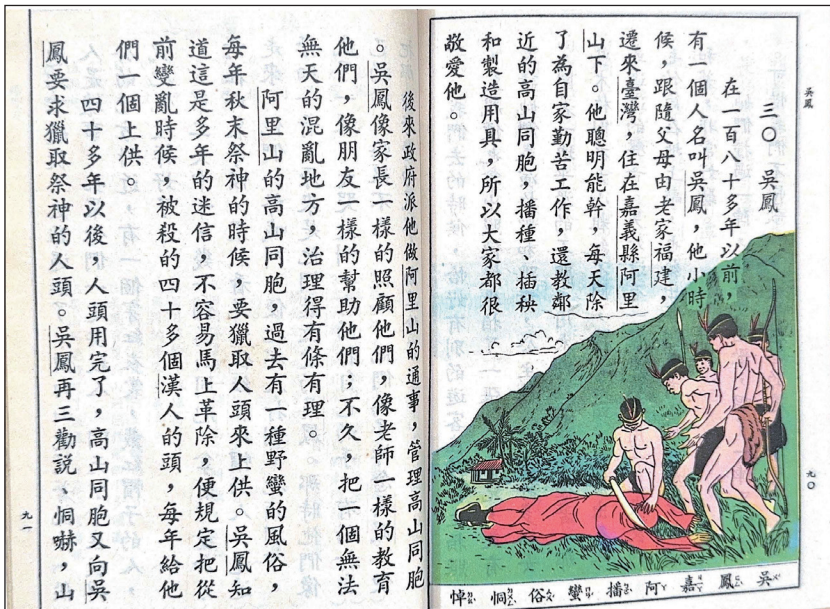 吳鳳
九〇
三〇 吳鳳
在一百八十多年以前，
有一個人名叫吳鳳，他小時
候，跟隨父母由老家福建，
遷來臺灣，住在嘉義縣阿里
山下。他聰明能幹，每天除
了為自家勤苦工作，還教鄰
近的高山同胞，播種、插秧
和製造用具，所以大家都很
敬愛他。
吳鳳嘉阿播蠻俗恫悼
後來政府派他做阿里山的通事，管理高山同胞
。吳鳳像家長一樣的照顧他們，像老師一樣的教育
他們，像朋友一樣的幫助他們；不久，把個無法
無天的混亂地方，治理得有條有理。
阿里山的高山同胞，過去有一種野蠻的風俗，
每年秋末祭神的時候，要獵取人頭來上供。吳鳳知
道這是多年的迷信，不容易馬上革除，便規定把從
前變亂時候，被殺的四十多個漢人的頭，每年給他
們一個上供。
四十多年以後，人頭用完了，高山同胞又向吳
鳳要求獵取祭神的人頭。吳鳳再三勸說、恫嚇，山
九一